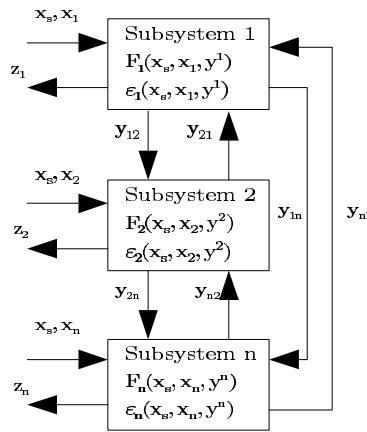 x_s, x_1
Subsystem 1
F_1(x_s, x_1, y^1)
z_1
ε_1(x_s, x_1, y^1)
y_12
y_21
x_s, x_2
Subsystem 2
y_1n
y_n
F_2(x_s, x_2, y^2)
z_2
ε_2(x_s, x_2, y^2)
y_2n
y_n2
x_s, x_n
Subsystem n
F_n(x_s, x_n, y^n)
z_n
ε_n(x_s, x_n, y^n)